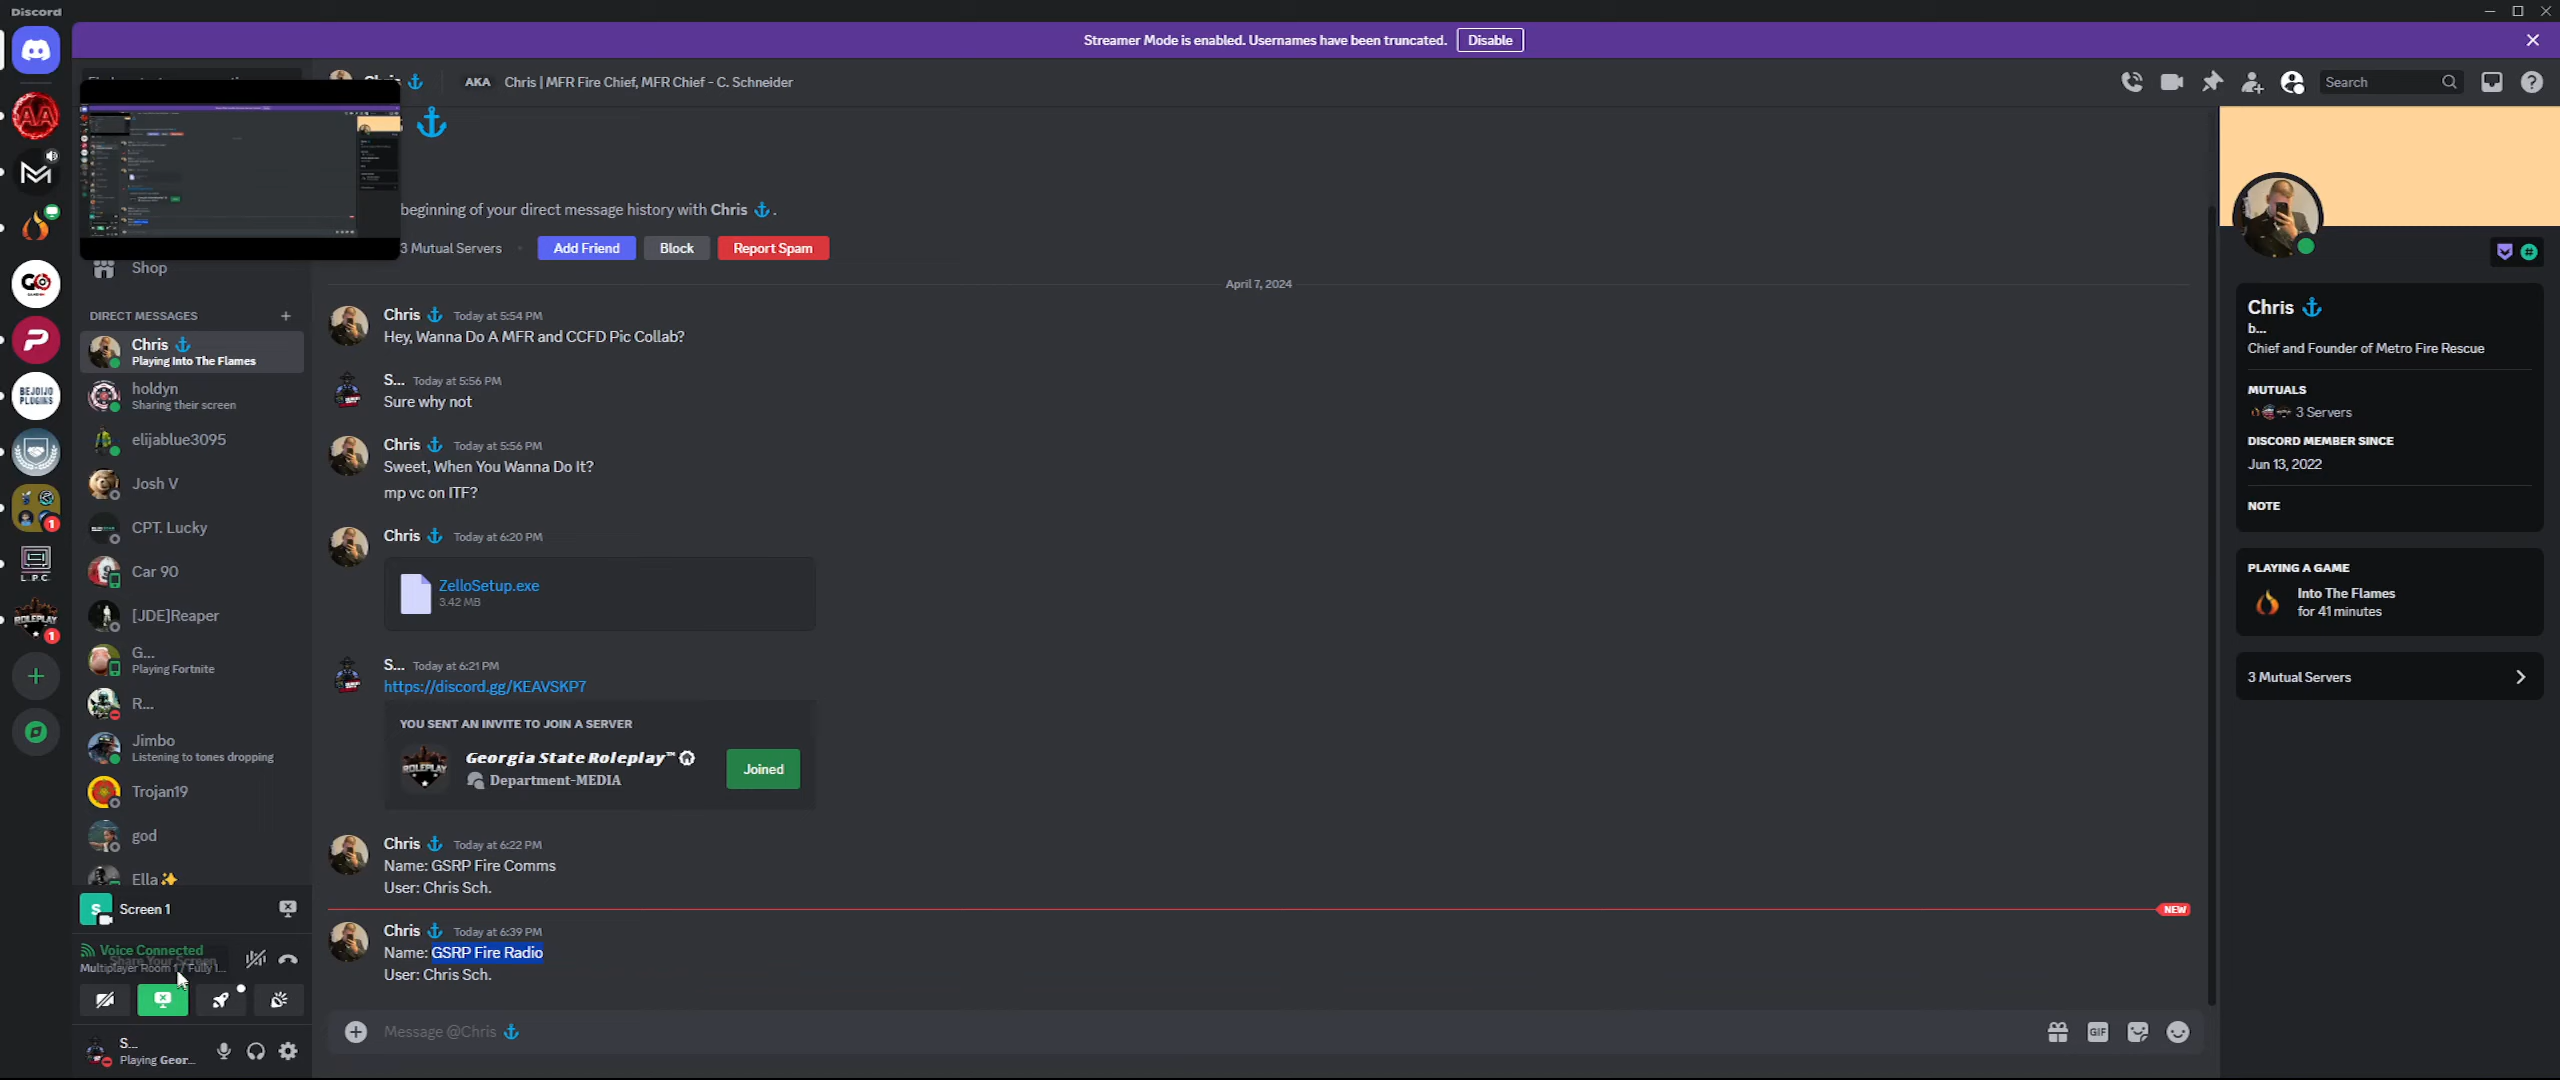 Discord
Streamer Mode is enabled. Usernames have been truncated. Disable
AKA Chris | MFR Fire Chief, MFR Chief - C. Schneider
Search
beginning of your direct message history with Chris ⚓.
3 Mutual Servers Add Friend Block Report Spam
Shop
DIRECT MESSAGES
Chris ⚓
Playing Into The Flames
holdyn
Sharing their screen
elijablue3095
Josh V
CPT. Lucky
Car 90
[JDE]Reaper
G...
Playing Fortnite
R...
Jimbo
Listening to tones dropping
Trojan19
god
Ella✨
Screen 1
Voice Connected
S...
Playing Geor...
AA
GO
BEJOIJO
PLUGINS
1
L.P.C.
ROLEPLAY
1
April 7, 2024
Chris ⚓ Today at 5:54 PM
Hey, Wanna Do A MFR and CCFD Pic Collab?
S... Today at 5:56 PM
Sure why not
Chris ⚓ Today at 5:56 PM
Sweet, When You Wanna Do It?
mp vc on ITF?
Chris ⚓ Today at 6:20 PM
ZelloSetup.exe
3.42 MB
S... Today at 6:21 PM
https://discord.gg/KEAVSKP7
YOU SENT AN INVITE TO JOIN A SERVER
ROLEPLAY
Georgia State Roleplay™
Department-MEDIA
Joined
Chris ⚓ Today at 6:22 PM
Name: GSRP Fire Comms
User: Chris Sch.
NEW
Chris ⚓ Today at 6:39 PM
Name: GSRP Fire Radio
User: Chris Sch.
Message @Chris ⚓
GIF
Chris ⚓
b...
Chief and Founder of Metro Fire Rescue
MUTUALS
3 Servers
DISCORD MEMBER SINCE
Jun 13, 2022
NOTE
PLAYING A GAME
Into The Flames
for 41 minutes
3 Mutual Servers